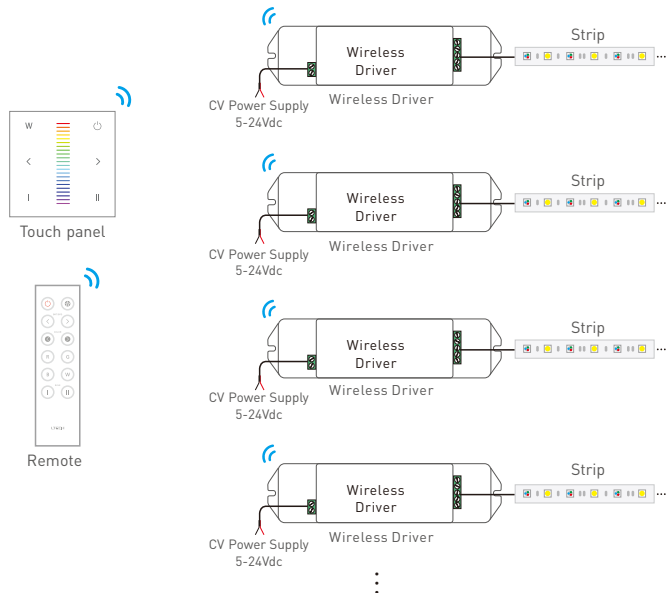 Strip
Wireless
Driver
CV Power Supply
5-24Vdc
Wireless Driver
W
I
II
Touch panel
Strip
Wireless
Driver
CV Power Supply
5-24Vdc
Wireless Driver
R
G
B
W
I
II
Remote
Strip
Wireless
Driver
CV Power Supply
5-24Vdc
Wireless Driver
Strip
Wireless
Driver
CV Power Supply
5-24Vdc
Wireless Driver